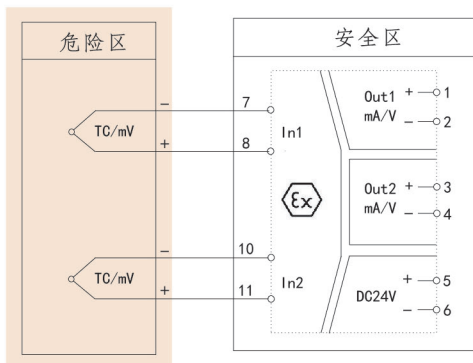 危险区
安全区
− 7
TC/mV
+ 8
In1
Out1 + 1
mA/V − 2
εx
Out2 + 3
mA/V − 4
− 10
TC/mV
+ 11
In2
+ 5
DC24V
− 6